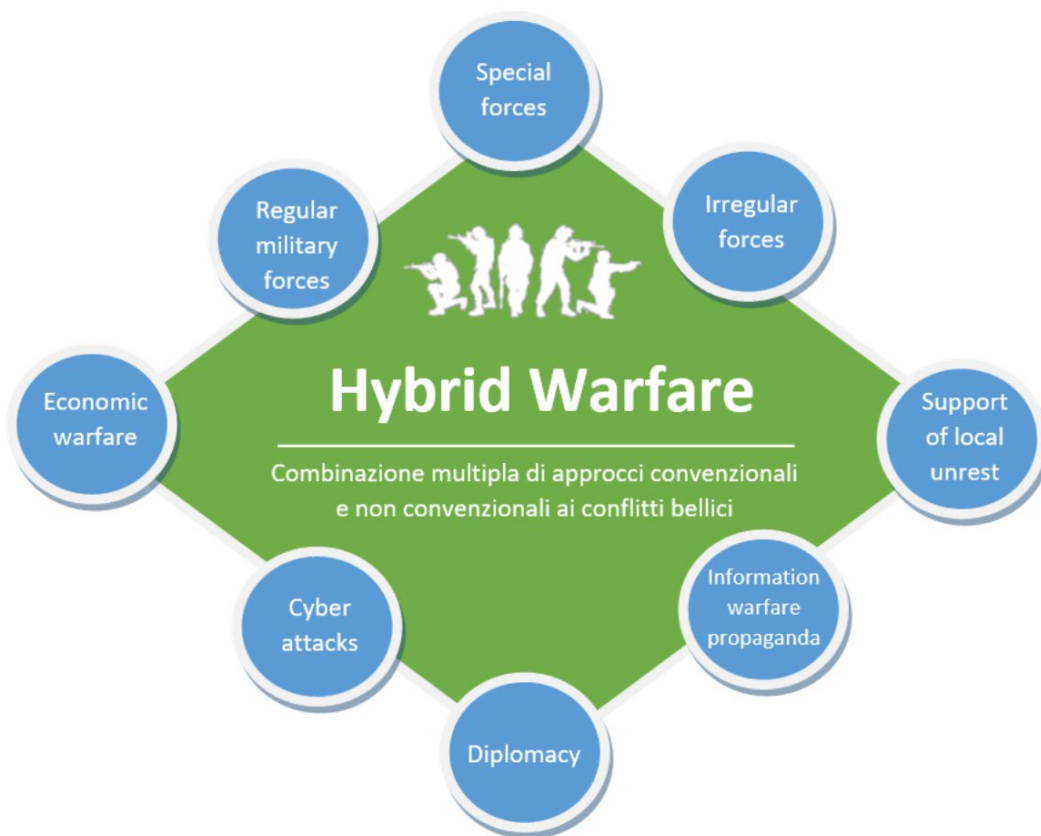 Special
forces
Regular
military
forces
Irregular
forces
Hybrid Warfare
Economic
warfare
Support
of local
unrest
Combinazione multipla di approcci convenzionali
e non convenzionali ai conflitti bellici
Cyber
attacks
Information
warfare
propaganda
Diplomacy